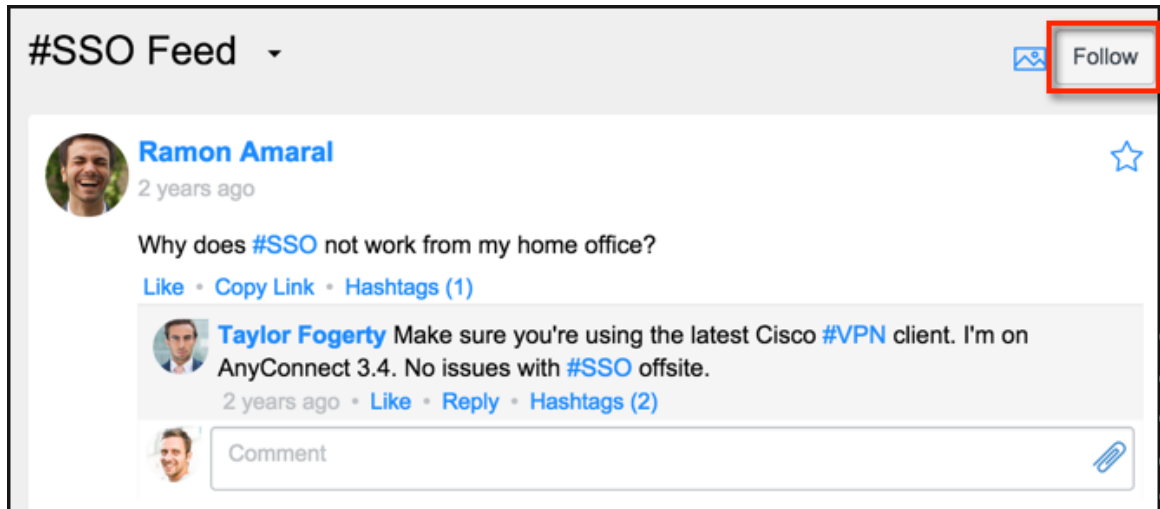 #SSO Feed
Follow
Ramon Amaral
2 years ago
Why does #SSO not work from my home office?
Like • Copy Link • Hashtags (1)
Taylor Fogerty Make sure you're using the latest Cisco #VPN client. I'm on
AnyConnect 3.4. No issues with #SSO offsite.
2 years ago • Like • Reply • Hashtags (2)
Comment